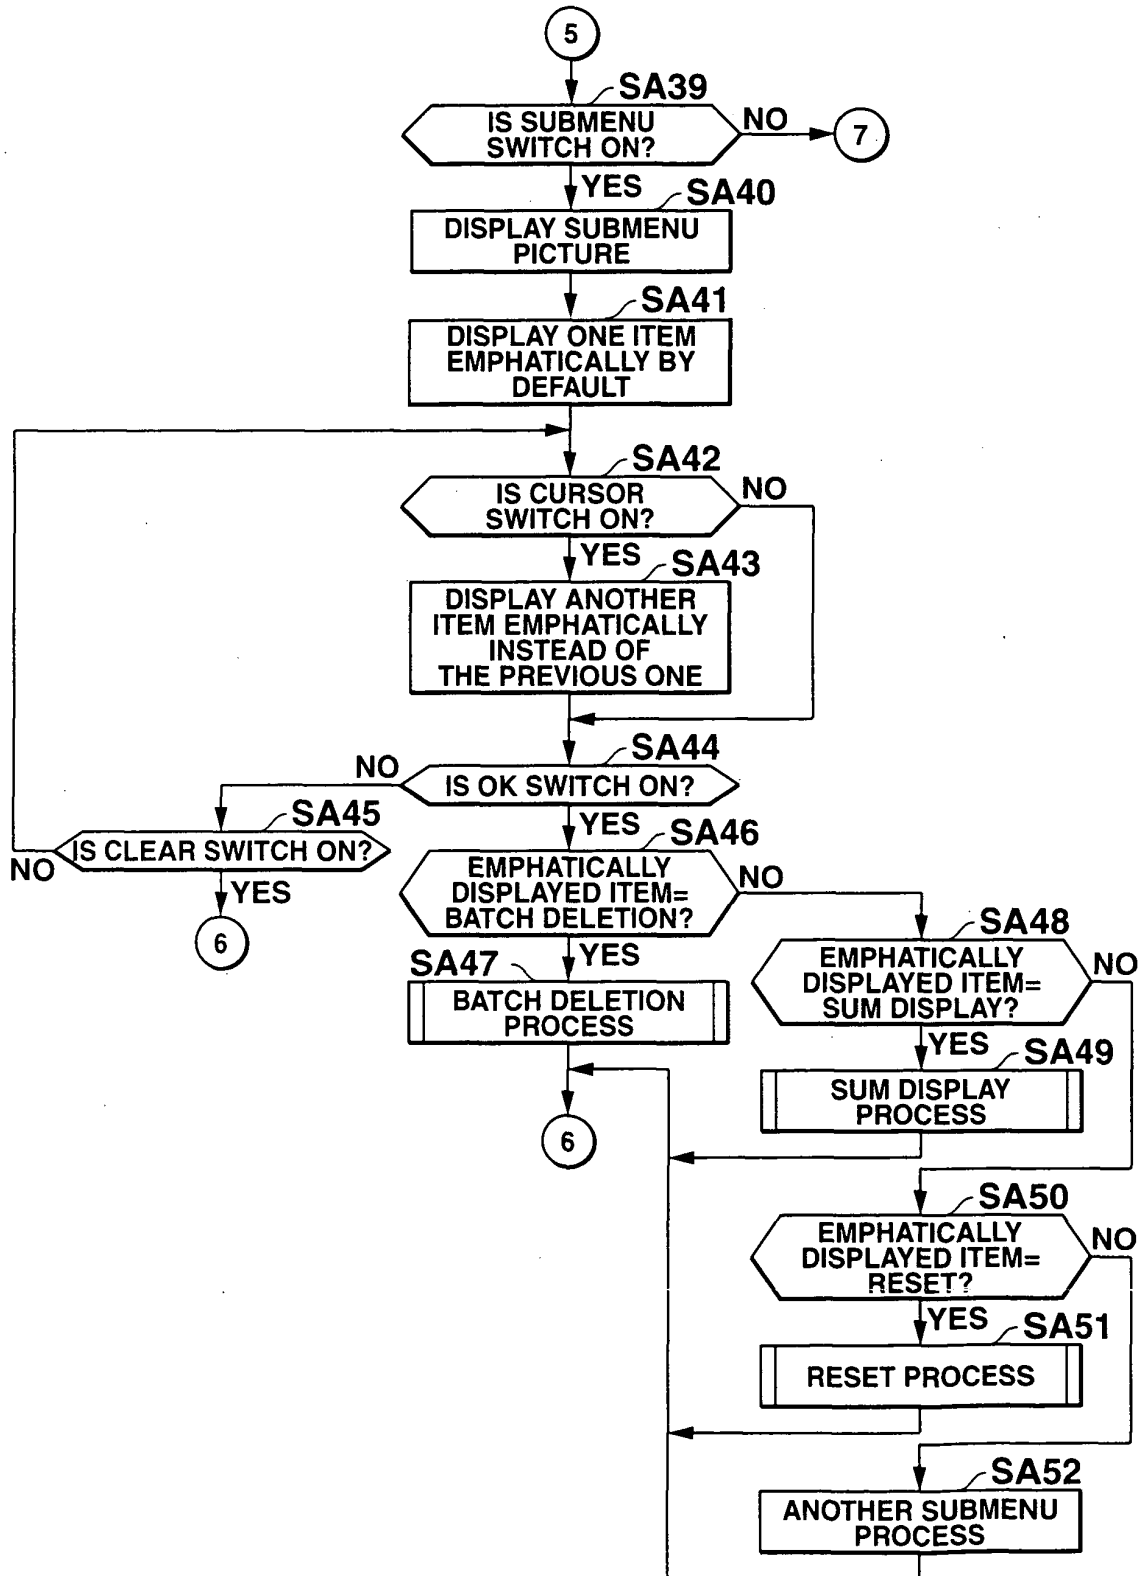 5
SA39
IS SUBMENU
SWITCH ON?
NO
7
YES
SA40
DISPLAY SUBMENU
PICTURE
SA41
DISPLAY ONE ITEM
EMPHATICALLY BY
DEFAULT
SA42
IS CURSOR
SWITCH ON?
NO
YES
SA43
DISPLAY ANOTHER
ITEM EMPHATICALLY
INSTEAD OF
THE PREVIOUS ONE
SA44
IS OK SWITCH ON?
NO
YES
SA45
IS CLEAR SWITCH ON?
NO
YES
6
SA46
EMPHATICALLY
DISPLAYED ITEM=
BATCH DELETION?
NO
YES
SA47
BATCH DELETION
PROCESS
6
SA48
EMPHATICALLY
DISPLAYED ITEM=
SUM DISPLAY?
NO
YES
SA49
SUM DISPLAY
PROCESS
SA50
EMPHATICALLY
DISPLAYED ITEM=
RESET?
NO
YES
SA51
RESET PROCESS
SA52
ANOTHER SUBMENU
PROCESS